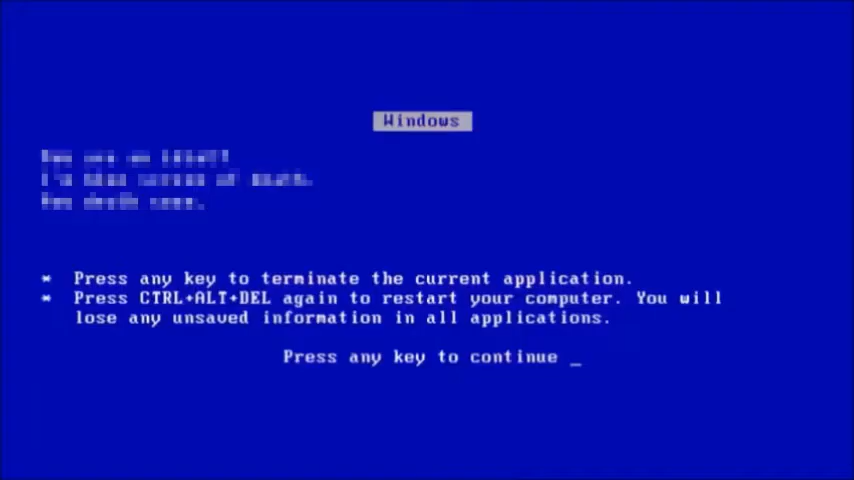 Windows
* Press any key to terminate the current application.
* Press CTRL+ALT+DEL again to restart your computer. You will
lose any unsaved information in all applications.
Press any key to continue _